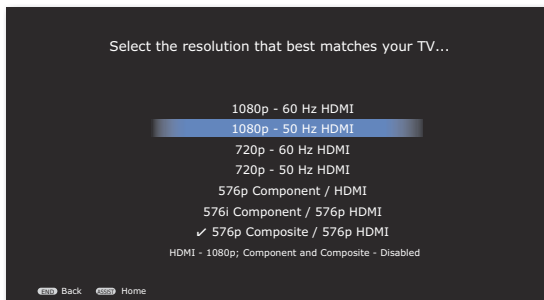 Select the resolution that best matches your TV...
1080p - 60 Hz HDMI
1080p - 50 Hz HDMI
720p - 60 Hz HDMI
720p - 50 Hz HDMI
576p Component / HDMI
576i Component / 576p HDMI
✓ 576p Composite / 576p HDMI
HDMI - 1080p; Component and Composite - Disabled
END Back ASSIST Home